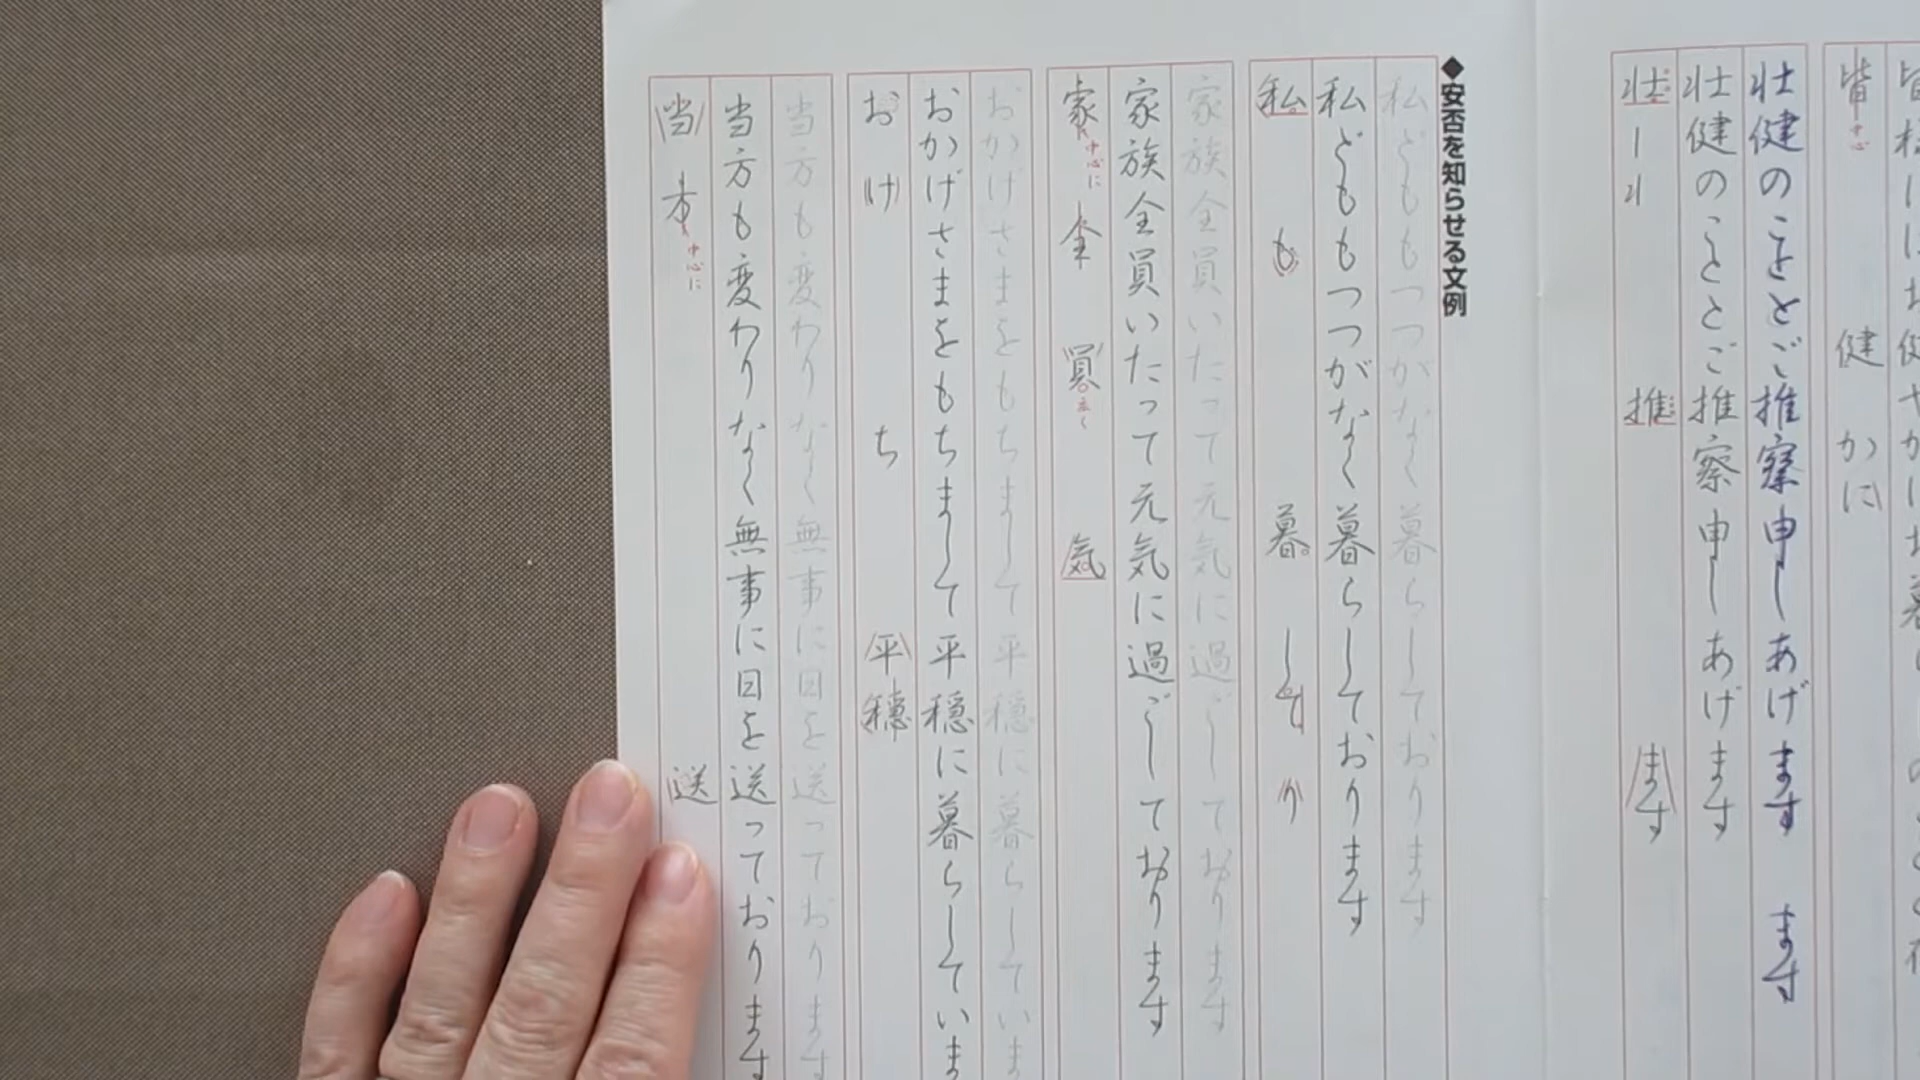 皆
健かに
壮健のことご推察申しあげます　ます
壮健のこととご推察申しあげます
壮　推　ます
◆安否を知らせる文例
私どももつつがなく暮らしております
私どももつつがなく暮らしております
私　も　暮　して　り
家族全員いたって元気に過ごしております
家族全員いたって元気に過ごしております
家　中心に　全　員　気
おかげさまをもちまして平穏に暮らしていま
おかげさまをもちまして平穏に暮らしていま
おけ　ち　平穏
当方も変わりなく無事に日を送っております
当方も変わりなく無事に日を送っております
当　中心に　送